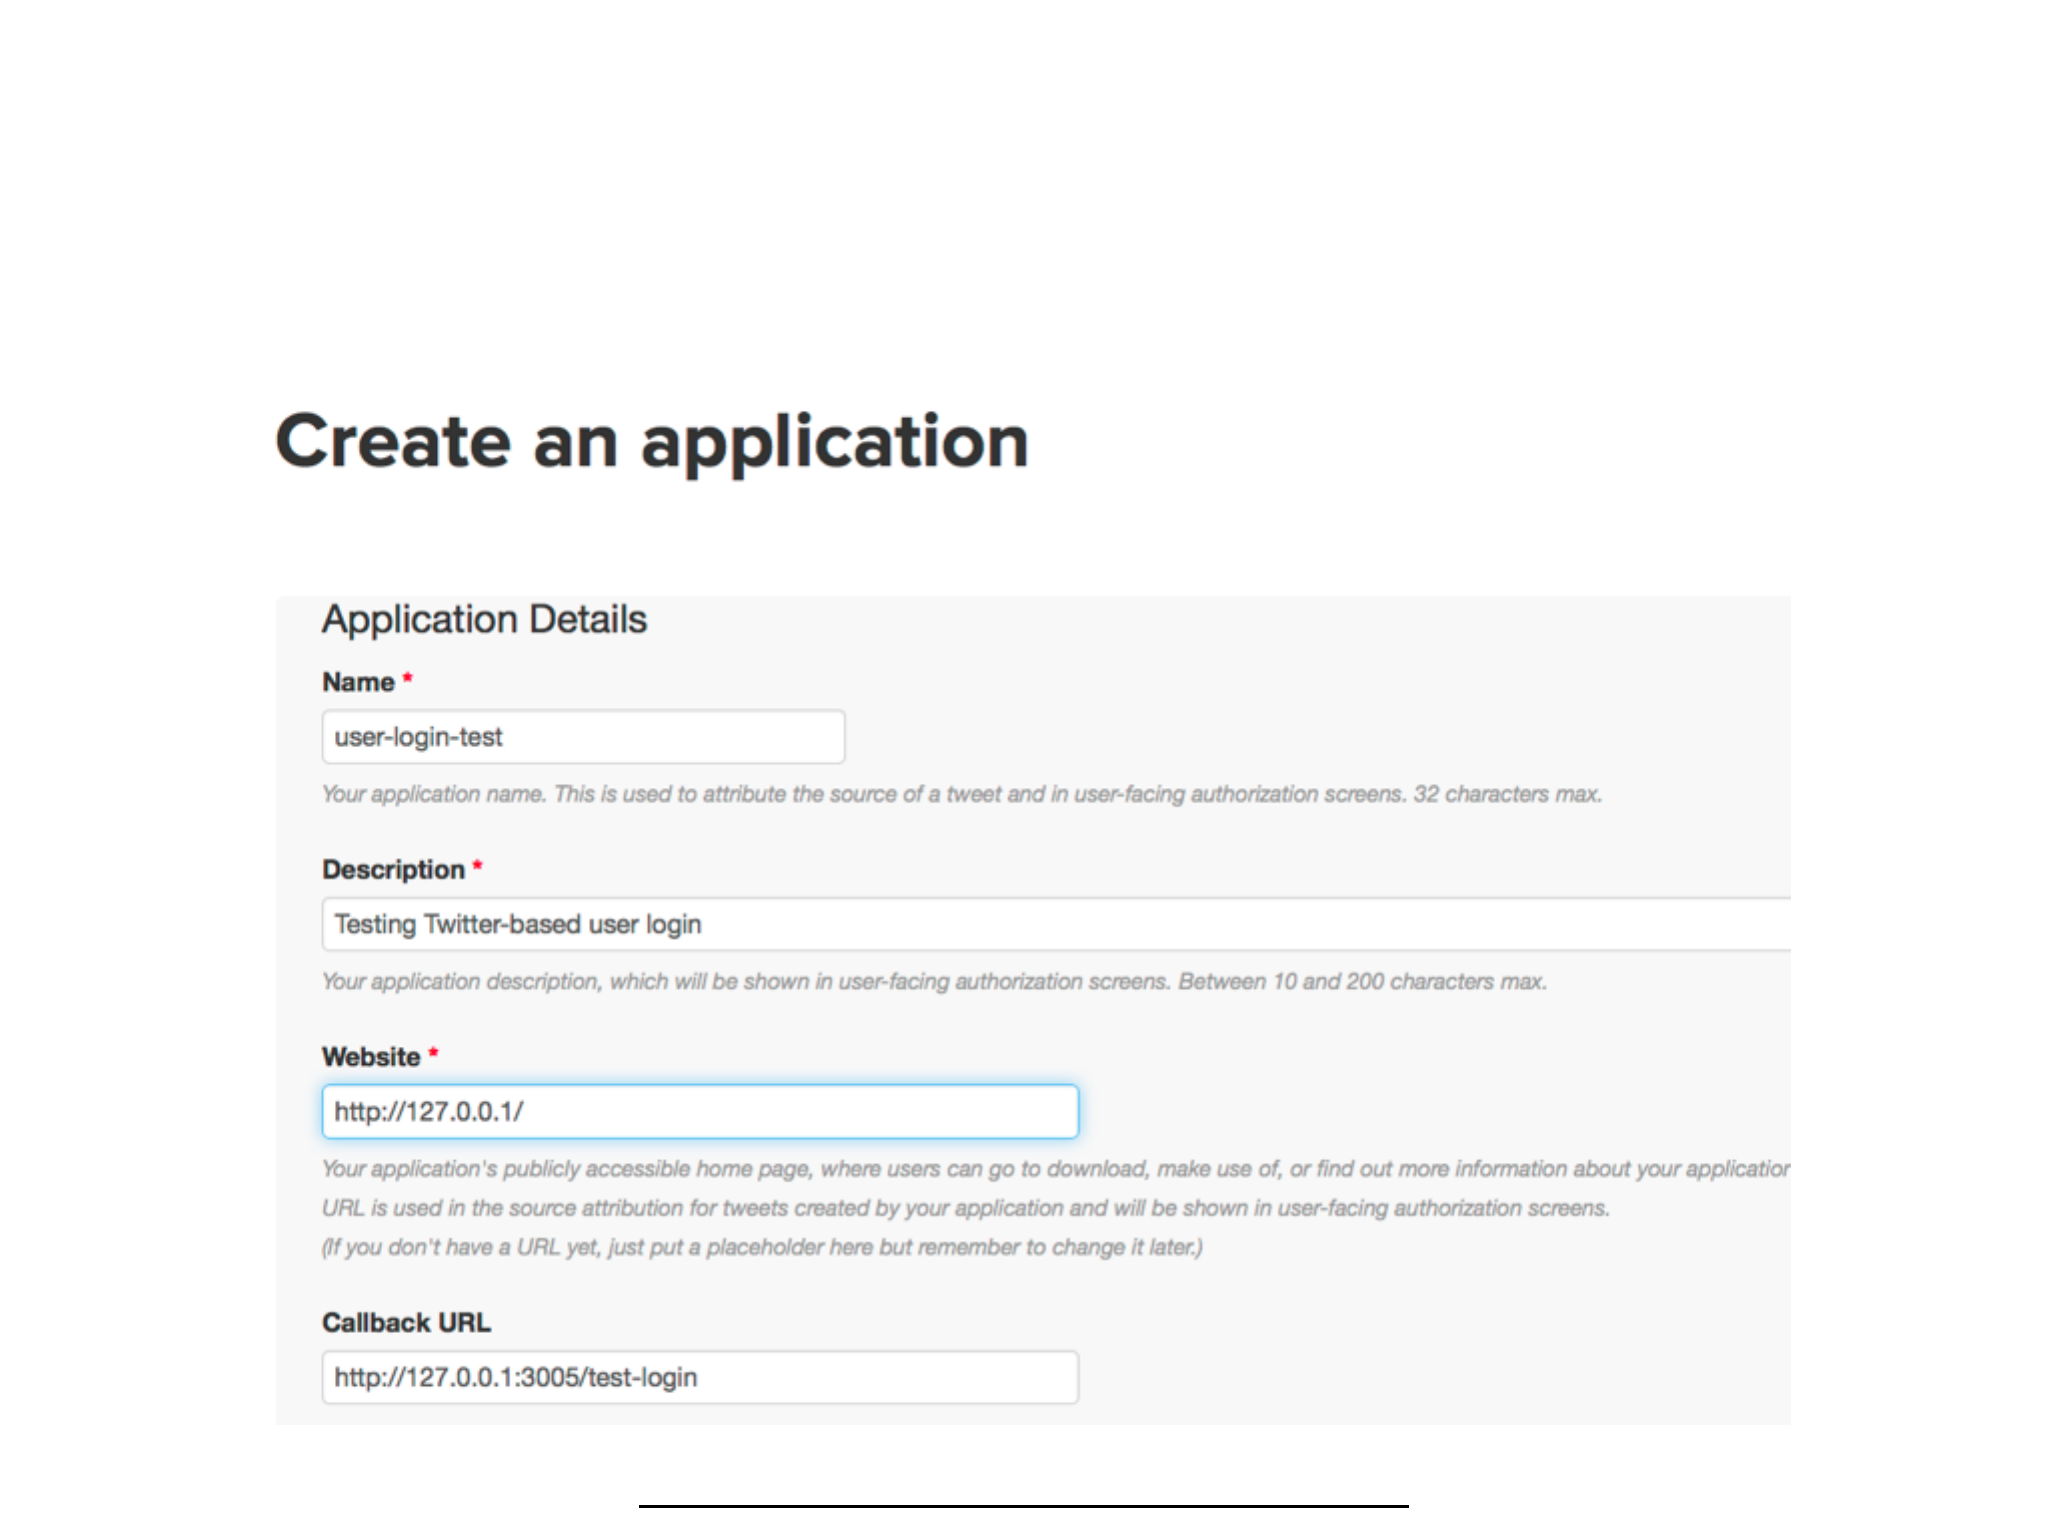 Create an application
Application Details
Name *
user-login-test
Your application name. This is used to attribute the source of a tweet and in user-facing authorization screens. 32 characters max.
Description *
Testing Twitter-based user login
Your application description, which will be shown in user-facing authorization screens. Between 10 and 200 characters max.
Website *
http://127.0.0.1/
Your application's publicly accessible home page, where users can go to download, make use of, or find out more information about your application
URL is used in the source attribution for tweets created by your application and will be shown in user-facing authorization screens.
(If you don't have a URL yet, just put a placeholder here but remember to change it later.)
Callback URL
http://127.0.0.1:3005/test-login